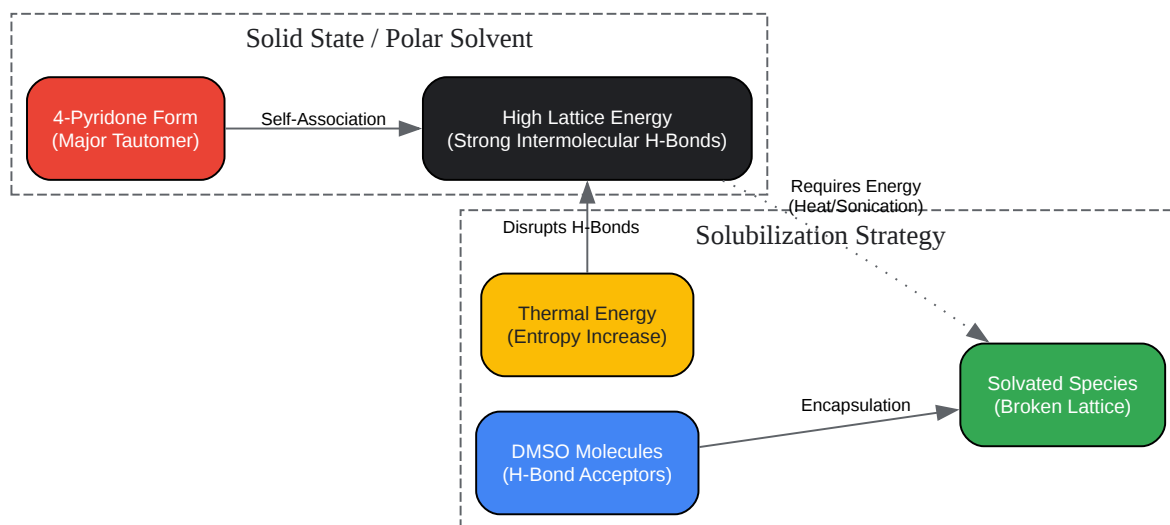 Solid State / Polar Solvent
4-Pyridone Form
(Major Tautomer)
Self-Association
High Lattice Energy
(Strong Intermolecular H-Bonds)
Requires Energy
(Heat/Sonication)
Disrupts H-Bonds
Solubilization Strategy
Thermal Energy
(Entropy Increase)
Solvated Species
(Broken Lattice)
Encapsulation
DMSO Molecules
(H-Bond Acceptors)